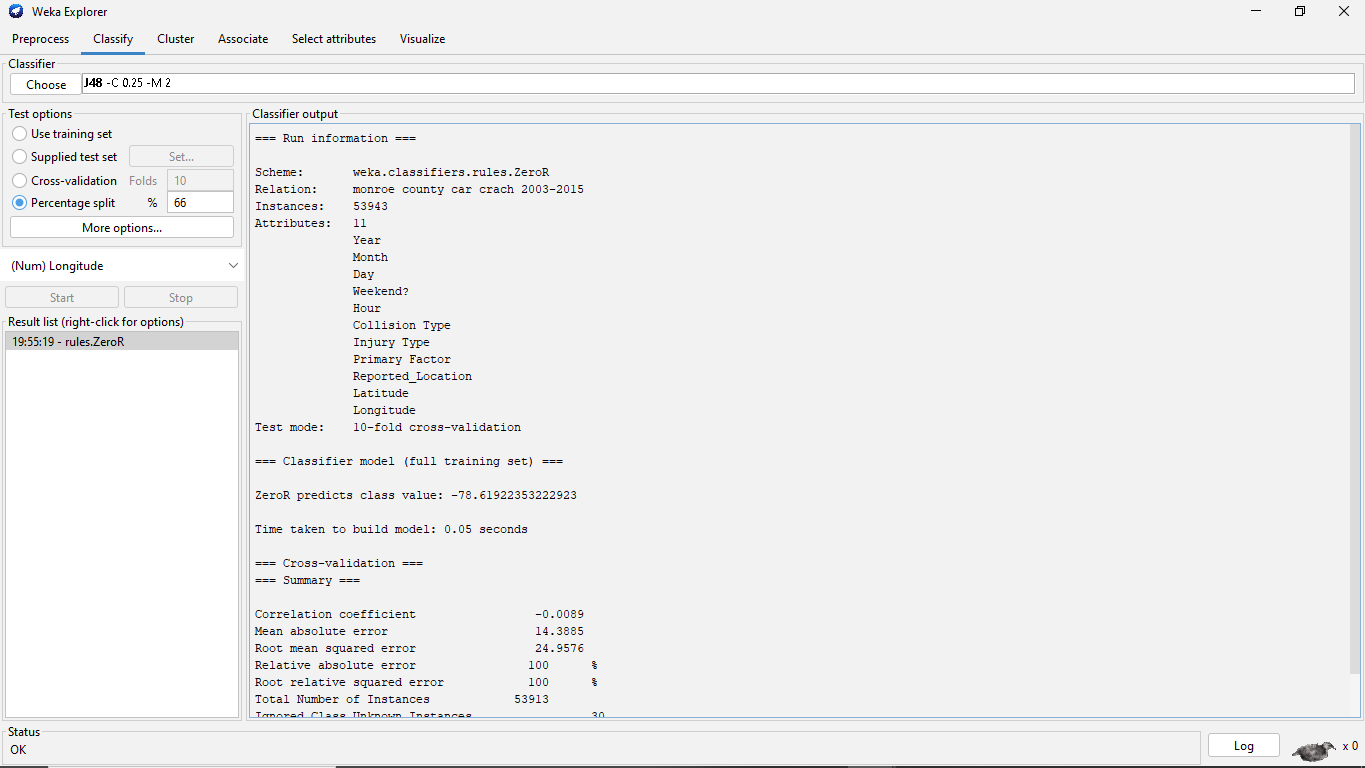 Weka Explorer
Preprocess Classify Cluster Associate Select attributes Visualize
Classifier
Choose J48 -C 0.25 -M 2
Test options
Use training set
Supplied test set Set...
Cross-validation Folds 10
Percentage split % 66
More options...
(Num) Longitude
Start Stop
Result list (right-click for options)
19:55:19 - rules.ZeroR
Classifier output
=== Run information ===
Scheme: weka.classifiers.rules.ZeroR
Relation: monroe county car crach 2003-2015
Instances: 53943
Attributes: 11
Year
Month
Day
Weekend?
Hour
Collision Type
Injury Type
Primary Factor
Reported_Location
Latitude
Longitude
Test mode: 10-fold cross-validation
=== Classifier model (full training set) ===
ZeroR predicts class value: -78.61922353222923
Time taken to build model: 0.05 seconds
=== Cross-validation ===
=== Summary ===
Correlation coefficient -0.0089
Mean absolute error 14.3885
Root mean squared error 24.9576
Relative absolute error 100 %
Root relative squared error 100 %
Total Number of Instances 53913
Ignored Class Unknown Instances 30
Status
OK
Log x 0